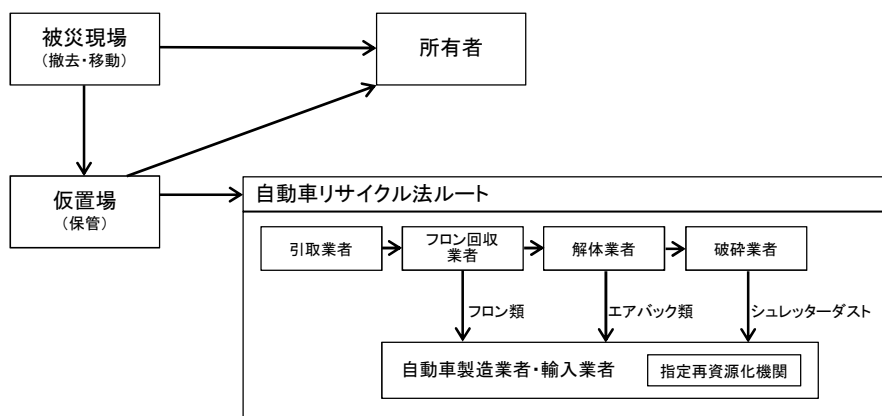 被災現場
（撤去・移動）
所有者
仮置場
（保管）
自動車リサイクル法ルート
引取業者
フロン回収
業者
解体業者
破砕業者
フロン類
エアバック類
シュレッターダスト
自動車製造業者・輸入業者
指定再資源化機関